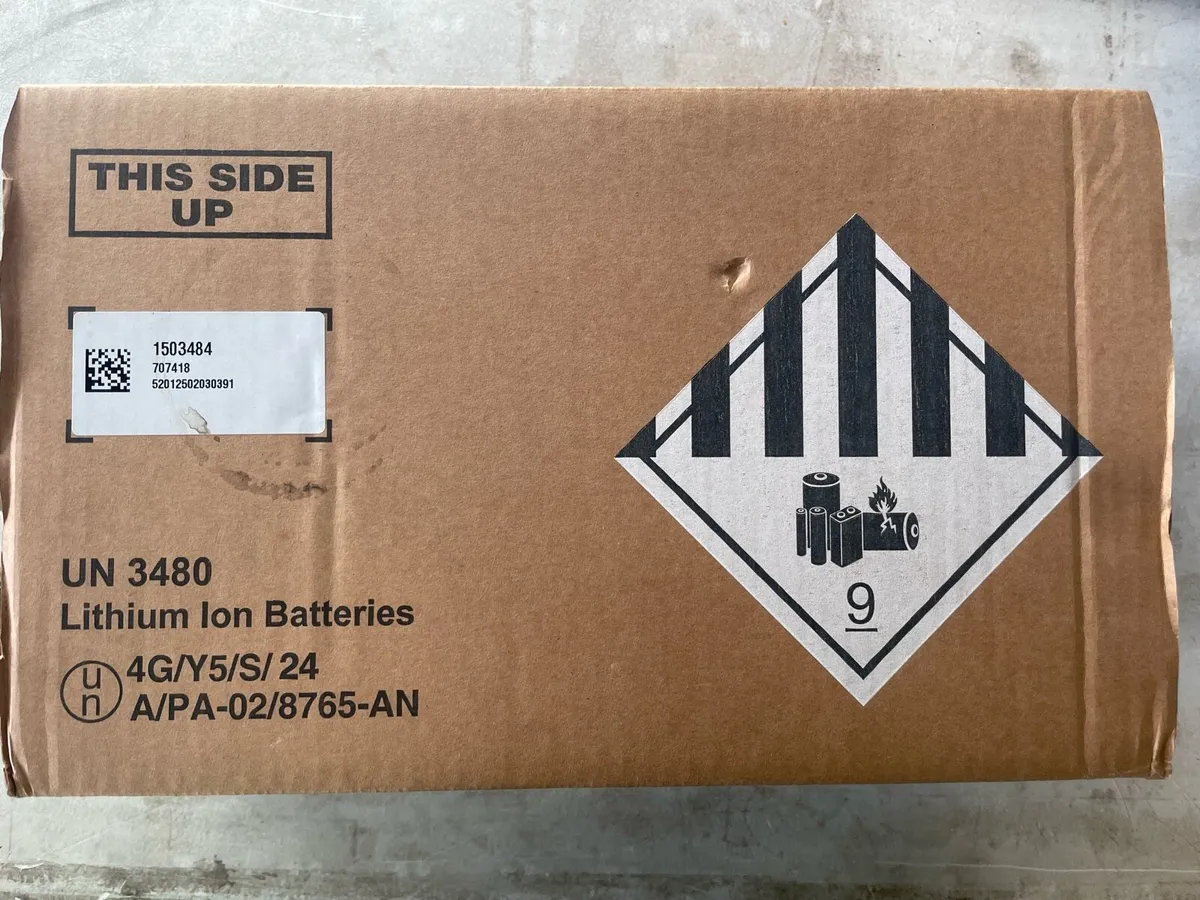 THIS SIDE
UP
1503484
707418
52012502030391
UN 3480
Lithium Ion Batteries
un
4G/Y5/S/ 24
A/PA-02/8765-AN
9